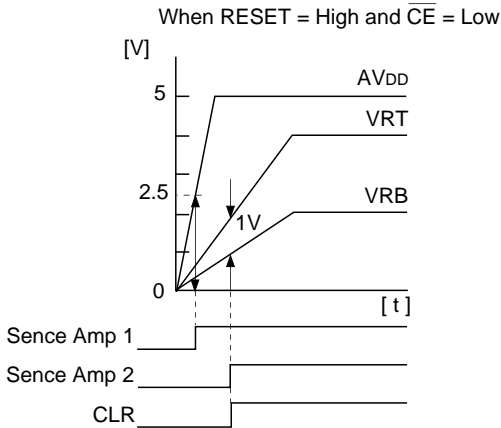 When RESET = High and C̅E̅ = Low
[V]
AVDD
5
VRT
2.5
VRB
1V
0
[ t ]
Sence Amp 1
Sence Amp 2
CLR